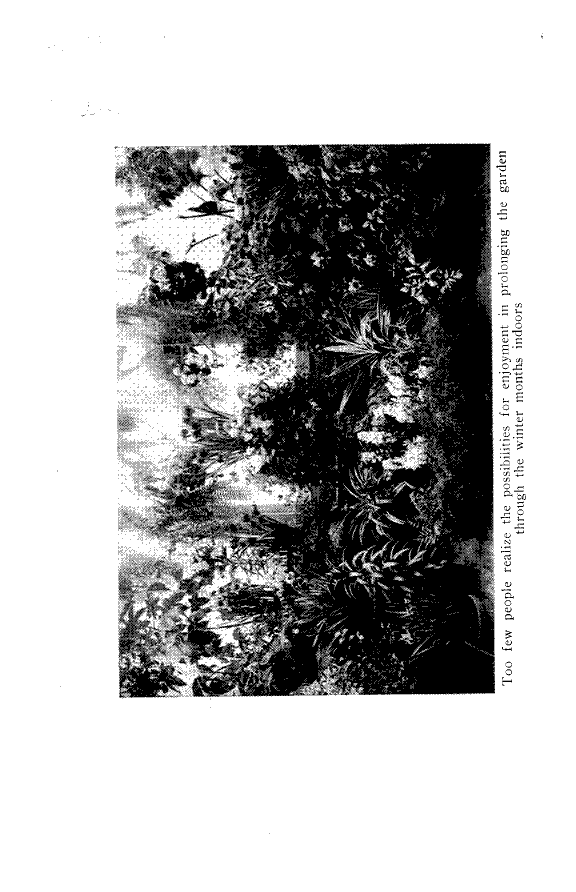 Too few people realize the possibilities for enjoyment in prolonging the garden
through the winter months indoors